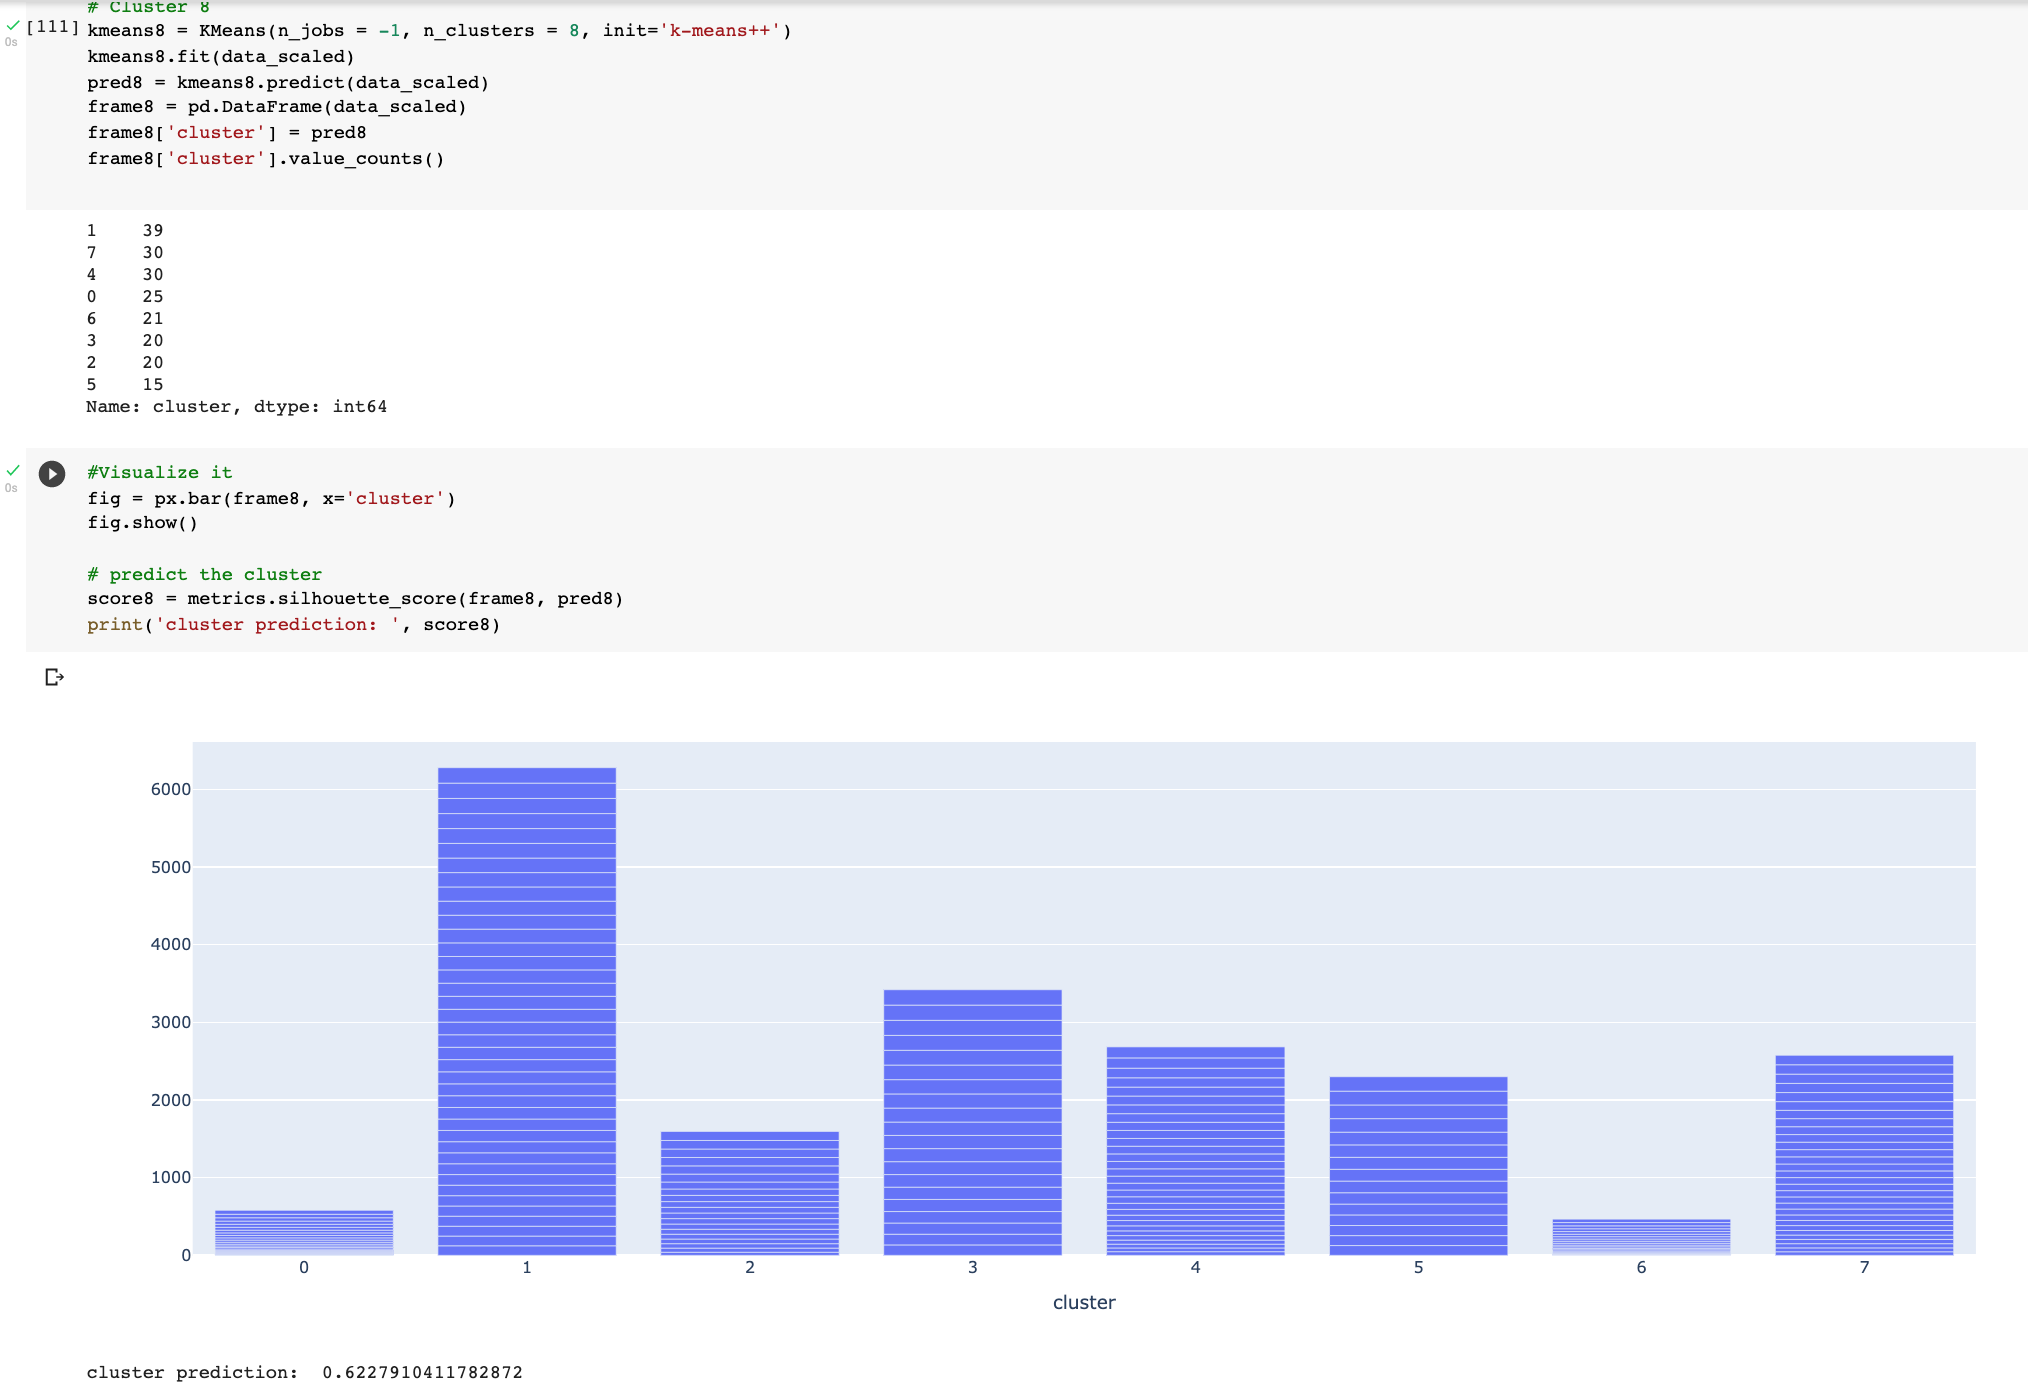 # Cluster 8
0s
[111]
kmeans8 = KMeans(n_jobs = -1, n_clusters = 8, init='k-means++')
kmeans8.fit(data_scaled)
pred8 = kmeans8.predict(data_scaled)
frame8 = pd.DataFrame(data_scaled)
frame8['cluster'] = pred8
frame8['cluster'].value_counts()
1 39
7 30
4 30
0 25
6 21
3 20
2 20
5 15
Name: cluster, dtype: int64
0s
#Visualize it
fig = px.bar(frame8, x='cluster')
fig.show()
# predict the cluster
score8 = metrics.silhouette_score(frame8, pred8)
print('cluster prediction: ', score8)
6000
5000
4000
3000
2000
1000
0
0 1 2 3 4 5 6 7
cluster
cluster prediction:  0.6227910411782872